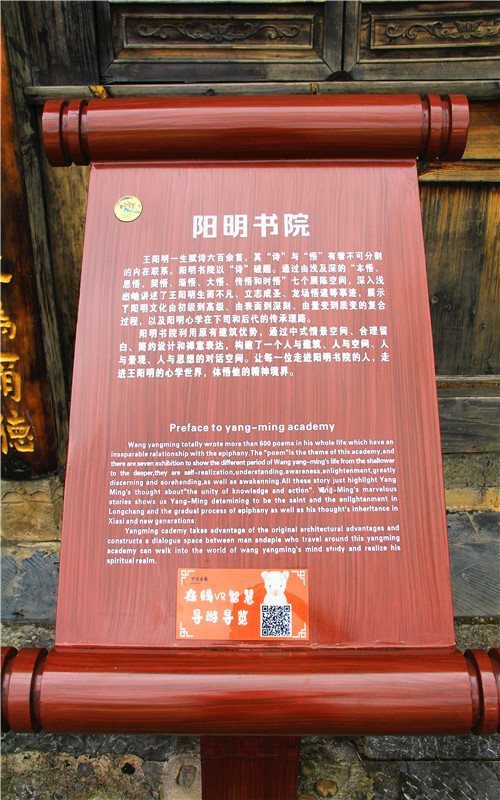 阳明书院
王阳明一生赋诗六百余首，其“诗”与“悟”有着不可分割
的内在联系。阳明书院以“诗”破题。通过由浅及深的“本悟、
思悟、契悟、渐悟、大悟、传悟和时悟”七个展陈空间，深入浅
出地讲述了王阳明生而不凡、立志成圣、龙场悟道等事迹，展示
了阳明文化由初级到高级、由表面到深刻、由量变到质变的复合
过程，以及阳明心学在下司和后代的传承理路。
阳明书院利用原有建筑优势，通过中式情景空间、合理留
白、简约设计和禅意表达，构建了一个人与建筑、人与空间、人
与景观、人与思想的对话空间。让每一位走进阳明书院的人，走
进王阳明的心学世界，体悟他的精神境界。
Preface to yang-ming academy
Wang yangming totally wrote more than 600 poems in his whole life which have an
inseparable relationship with the epiphany.The "poem"is the theme of this academy,and
there are seven exhibition to show the different period of Wang yang-ming's life from the shallower
to the deeper,they are self-realization,understanding,awareness,enlightenment,greatly
discerning and aorehending,as well as awakening.All these story just highlight Yang
Ming's thought about"the unity of knowledge and action". Ming's marvelous
stories shows us Yang-Ming detemining to be the saint and the enlightenment in
Longchang and the gradual process of epiphany as well as his thought's inheritance in
Xiasi and new generations.
Yangming cademy takes advantage of the original architectural advantages and
constructs a dialogue space between man andaple who travel around this yangming
academy can walk into the world of wang yangming's mind study and realize his
spiritual realm.
在线VR智慧
导游导览
德